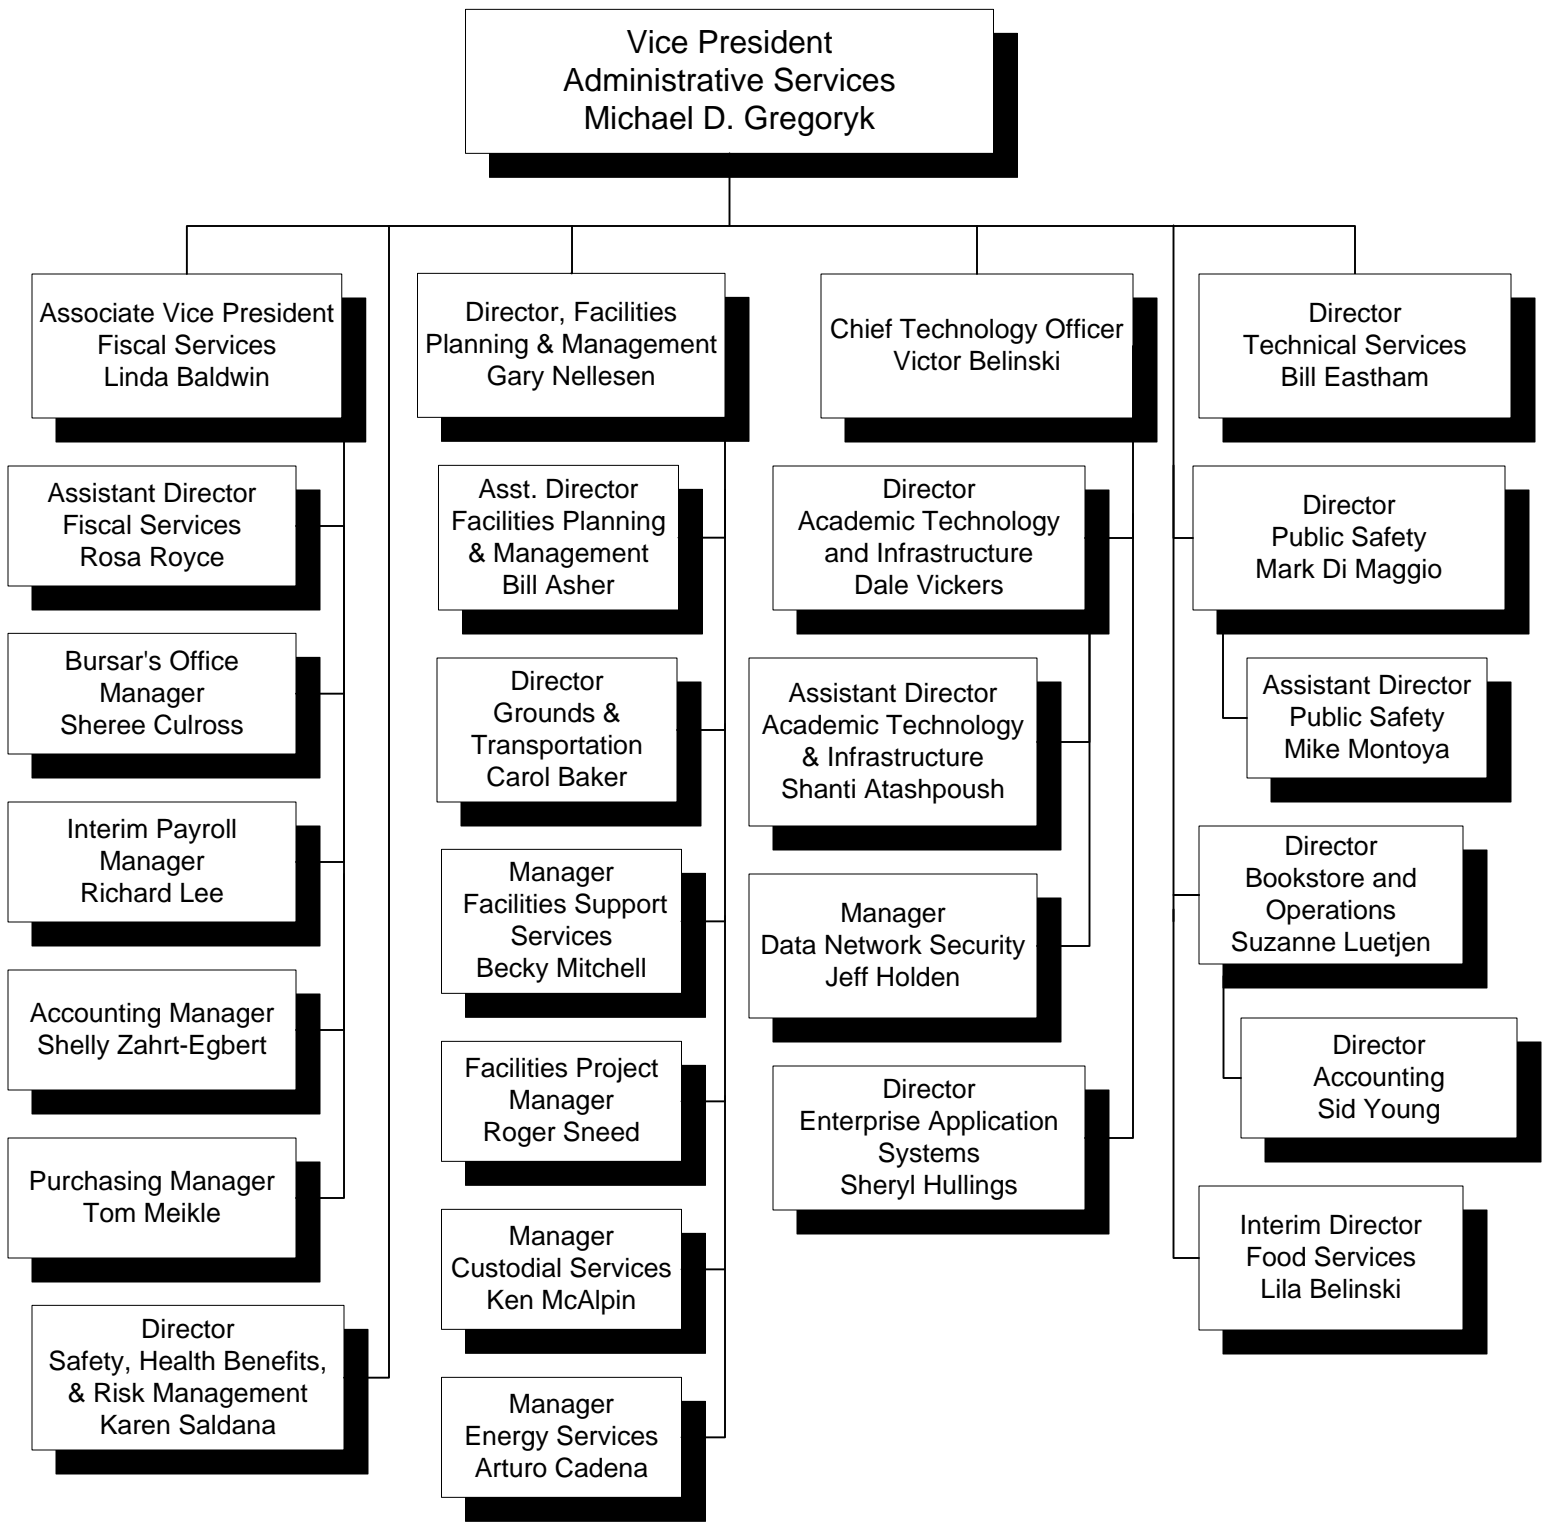 Vice President
Administrative Services
Michael D. Gregoryk
Associate Vice President
Fiscal Services
Linda Baldwin
Assistant Director
Fiscal Services
Rosa Royce
Bursar's Office
Manager
Sheree Culross
Interim Payroll
Manager
Richard Lee
Accounting Manager
Shelly Zahrt-Egbert
Purchasing Manager
Tom Meikle
Director
Safety, Health Benefits,
& Risk Management
Karen Saldana
Director, Facilities
Planning & Management
Gary Nellesen
Asst. Director
Facilities Planning
& Management
Bill Asher
Director
Grounds &
Transportation
Carol Baker
Manager
Facilities Support
Services
Becky Mitchell
Facilities Project
Manager
Roger Sneed
Manager
Custodial Services
Ken McAlpin
Manager
Energy Services
Arturo Cadena
Chief Technology Officer
Victor Belinski
Director
Academic Technology
and Infrastructure
Dale Vickers
Assistant Director
Academic Technology
& Infrastructure
Shanti Atashpoush
Manager
Data Network Security
Jeff Holden
Director
Enterprise Application
Systems
Sheryl Hullings
Director
Technical Services
Bill Eastham
Director
Public Safety
Mark Di Maggio
Assistant Director
Public Safety
Mike Montoya
Director
Bookstore and
Operations
Suzanne Luetjen
Director
Accounting
Sid Young
Interim Director
Food Services
Lila Belinski